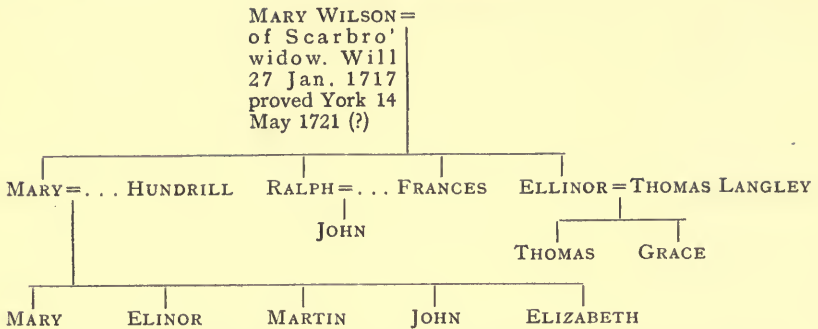 MARY WILSON=
of Scarbro'
widow. Will
27 Jan. 1717
proved York 14
May 1721 (?)
MARY=... HUNDRILL RALPH=... FRANCES ELLINOR=THOMAS LANGLEY
JOHN
THOMAS GRACE
MARY ELINOR MARTIN JOHN ELIZABETH